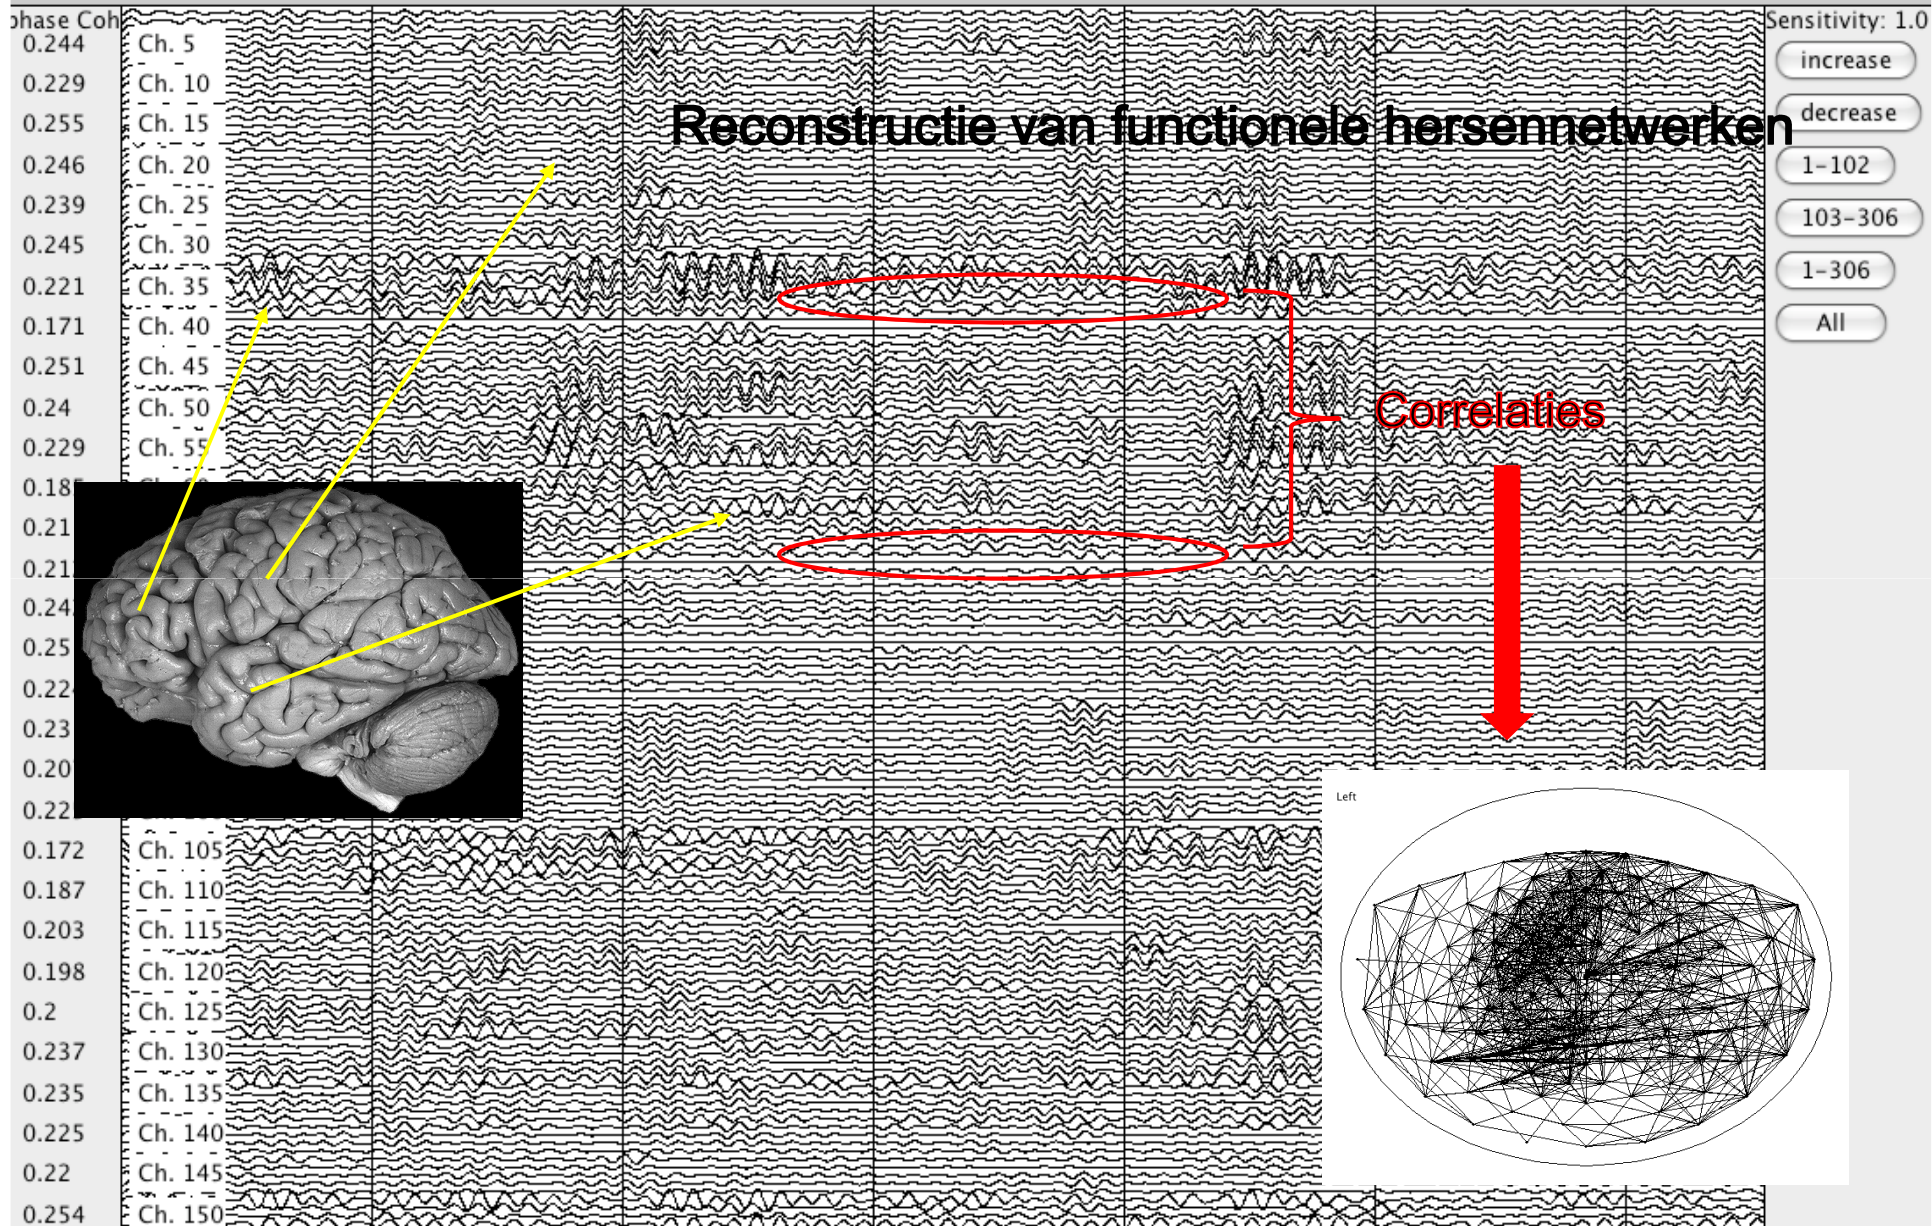 phase Coh
Sensitivity: 1.0
0.244 Ch. 5
increase
0.229 Ch. 10
Reconstructie van functionele hersennetwerken
decrease
0.255 Ch. 15
0.246 Ch. 20
1-102
0.239 Ch. 25
103-306
0.245 Ch. 30
1-306
0.221 Ch. 35
0.171 Ch. 40
All
0.251 Ch. 45
0.24 Ch. 50
Correlaties
0.229 Ch. 55
0.172 Ch. 105
0.187 Ch. 110
0.203 Ch. 115
0.198 Ch. 120
0.2 Ch. 125
0.237 Ch. 130
0.235 Ch. 135
0.225 Ch. 140
0.22 Ch. 145
0.254 Ch. 150
Left